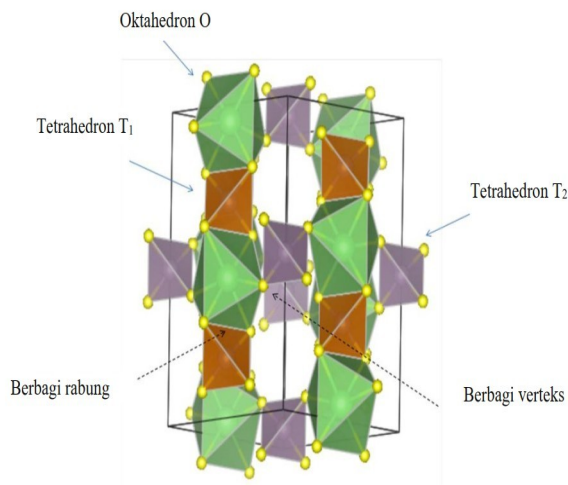 Oktahedron O
Tetrahedron T₁
Tetrahedron T₂
Berbagi rabung
Berbagi verteks